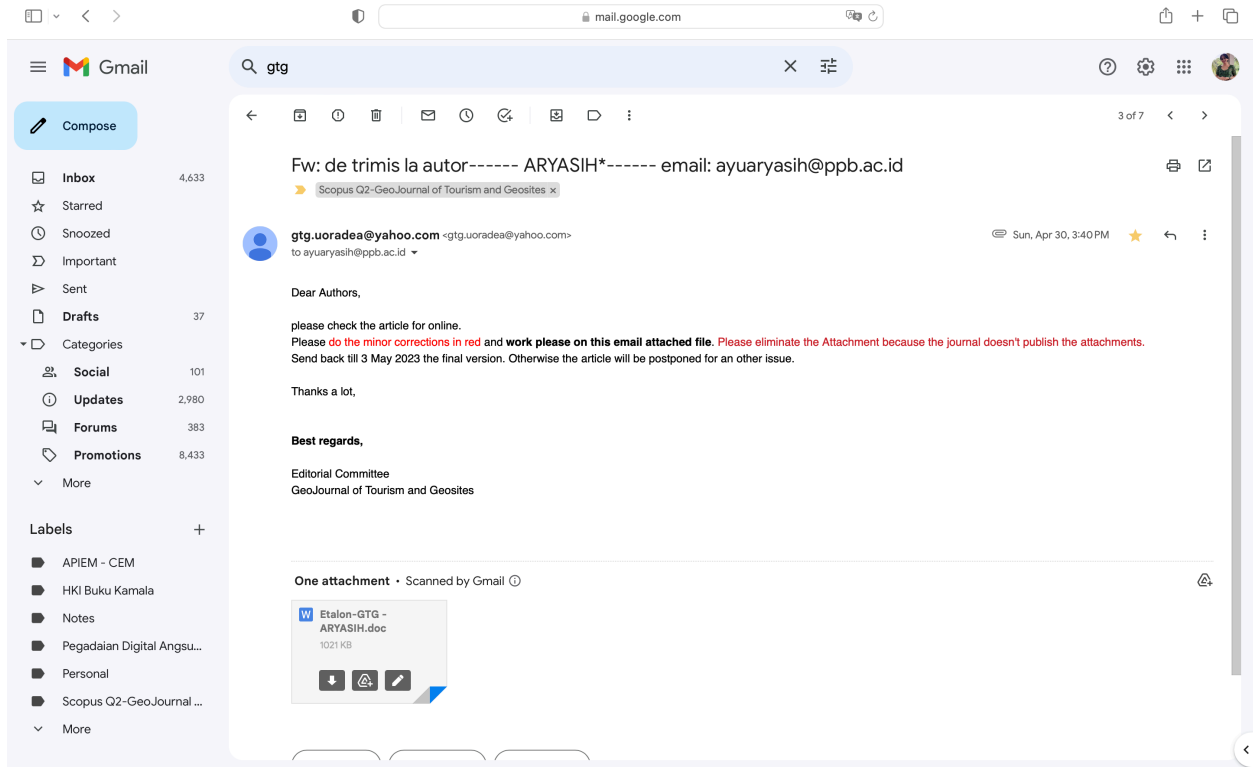 mail.google.com
Gmail
gtg
Compose
3 of 7
Inbox 4,633
Starred
Snoozed
Important
Sent
Drafts 37
Categories
Social 101
Updates 2,980
Forums 383
Promotions 8,433
More
Labels
APIEM - CEM
HKI Buku Kamala
Notes
Pegadaian Digital Angsu...
Personal
Scopus Q2-GeoJournal ...
More
Fw: de trimis la autor------ ARYASIH*------ email: ayuaryasih@ppb.ac.id
Scopus Q2-GeoJournal of Tourism and Geosites ×
gtg.uoradea@yahoo.com <gtg.uoradea@yahoo.com> Sun, Apr 30, 3:40 PM
to ayuaryasih@ppb.ac.id
Dear Authors,
please check the article for online.
Please do the minor corrections in red and work please on this email attached file. Please eliminate the Attachment because the journal doesn't publish the attachments.
Send back till 3 May 2023 the final version. Otherwise the article will be postponed for an other issue.
Thanks a lot,
Best regards,
Editorial Committee
GeoJournal of Tourism and Geosites
One attachment • Scanned by Gmail
W Etalon-GTG -
ARYASIH.doc
1021 KB